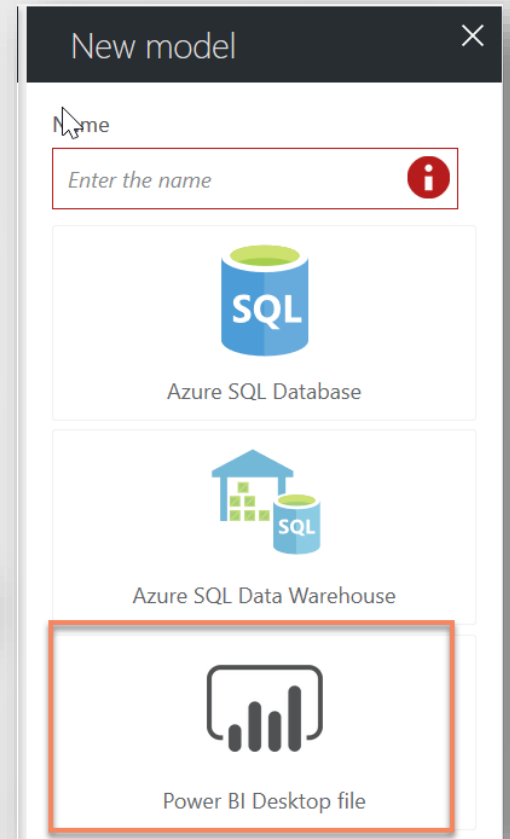 New model
Name
Enter the name
SQL
Azure SQL Database
SQL
Azure SQL Data Warehouse
Power BI Desktop file